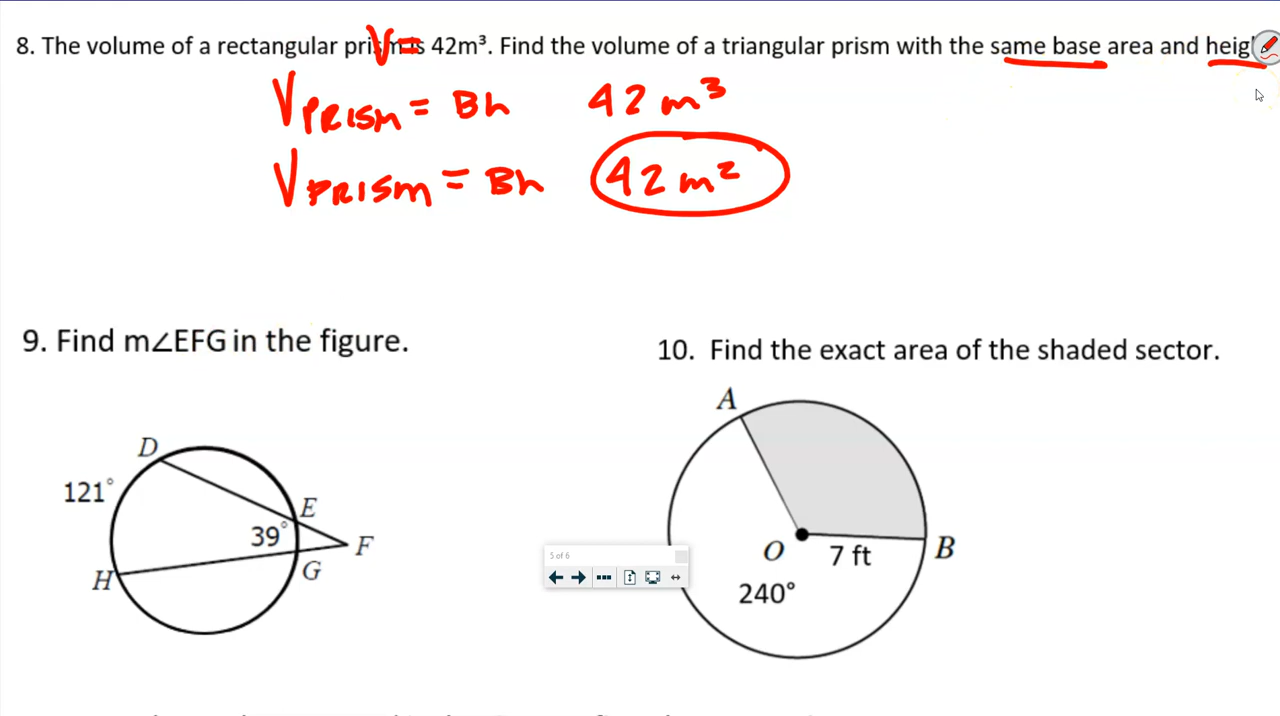 8. The volume of a rectangular prism is 42m³. Find the volume of a triangular prism with the same base area and heig
V=
VPRISM = Bh 42 m³
VPRISM = Bh 42 m²
9. Find m∠EFG in the figure.
10. Find the exact area of the shaded sector.
A
D
121°
E
39°
F
H
G
O
7 ft
B
240°
5 of 6